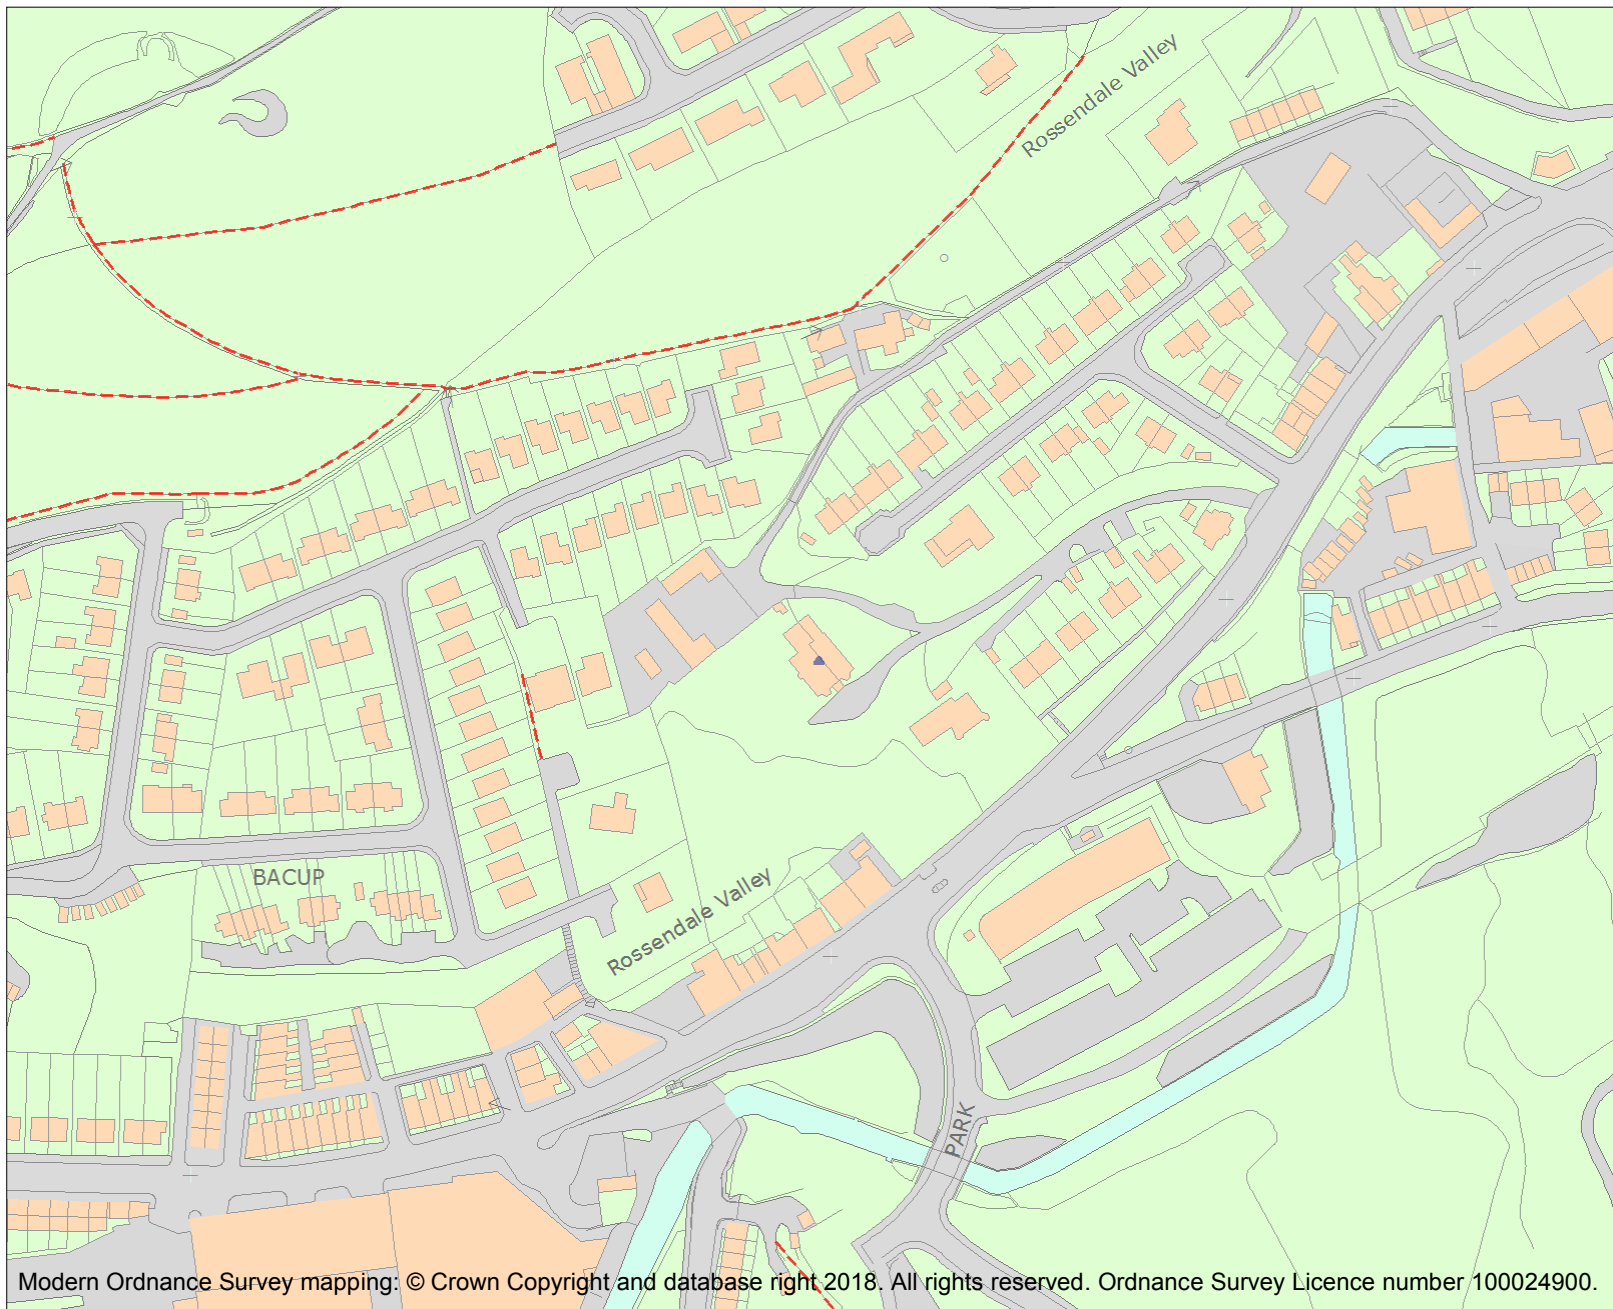 Rossendale Valley
BACUP
Rossendale Valley
PARK
Modern Ordnance Survey mapping: © Crown Copyright and database right 2018. All rights reserved. Ordnance Survey Licence number 100024900.